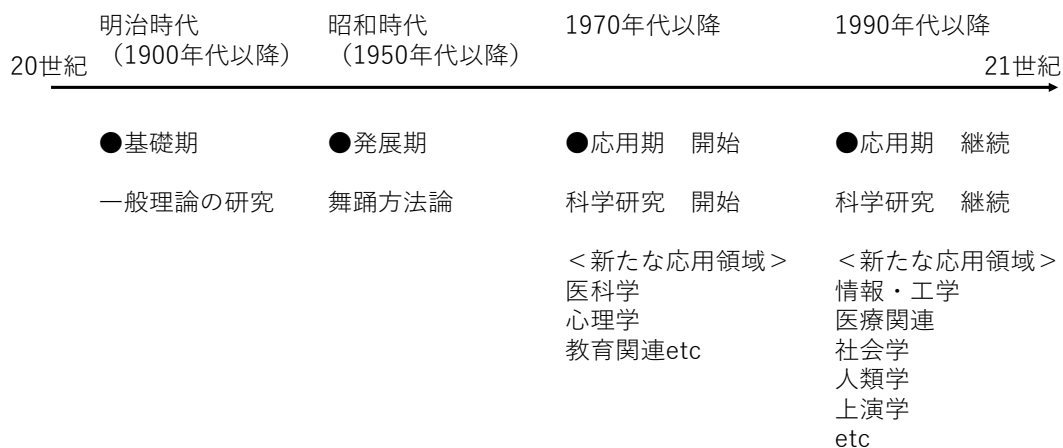 明治時代
(1900年代以降)
昭和時代
(1950年代以降)
1970年代以降
1990年代以降
20世紀
21世紀
●基礎期
●発展期
●応用期　開始
●応用期　継続
一般理論の研究
舞踊方法論
科学研究　開始
科学研究　継続
＜新たな応用領域＞
医科学
心理学
教育関連etc
＜新たな応用領域＞
情報・工学
医療関連
社会学
人類学
上演学
etc